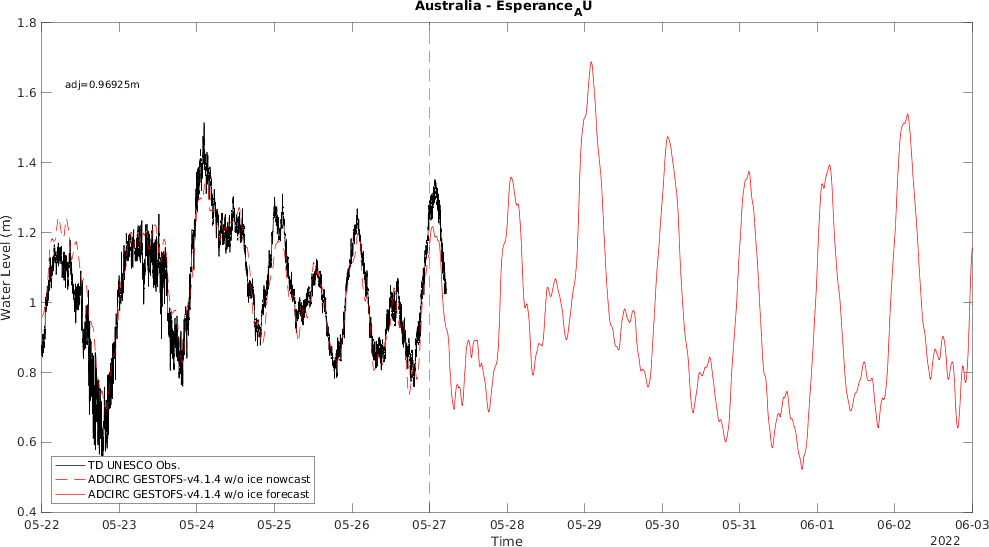 Australia - Esperance_AU
1.8
1.6
1.4
1.2
1
0.8
0.6
0.4
Water Level (m)
adj=0.96925m
TD UNESCO Obs.
ADCIRC GESTOFS-v4.1.4 w/o ice nowcast
ADCIRC GESTOFS-v4.1.4 w/o ice forecast
05-22 05-23 05-24 05-25 05-26 05-27 05-28 05-29 05-30 05-31 06-01 06-02 06-03
Time
2022